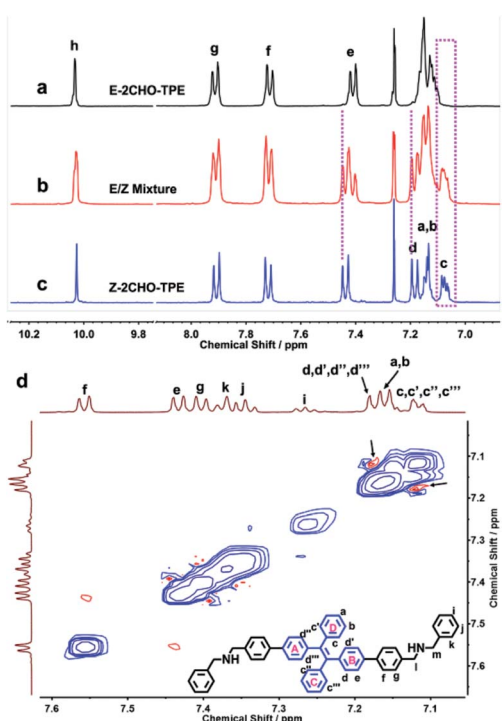 h g f e
a E-2CHO-TPE
b E/Z Mixture
a,b
d
c
c Z-2CHO-TPE
10.2 10.0 9.8 8.0 7.8 7.6 7.4 7.2 7.0
Chemical Shift / ppm
d
d,d',d'',d'''
a,b
f e g k j i c,c',c'',c'''
7.1
7.2
7.3
7.4
7.5
7.6
Chemical Shift / ppm
a
c' D b
d'' c d' HN i
A j
NH d''' B k
c'' m
C d e f g l
c'''
7.6 7.5 7.4 7.3 7.2 7.1
Chemical Shift / ppm